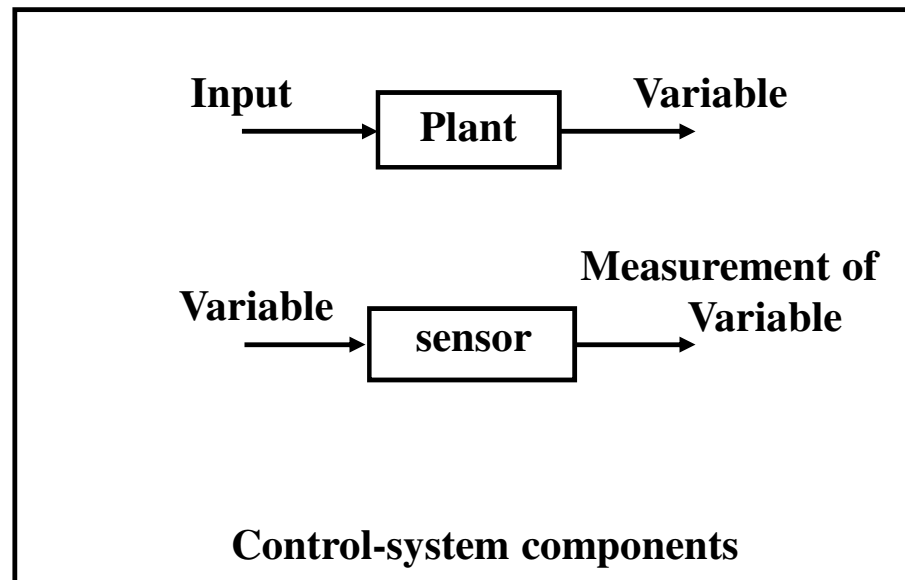 Input
Variable
Plant
Measurement of
Variable
Variable
sensor
Control-system components